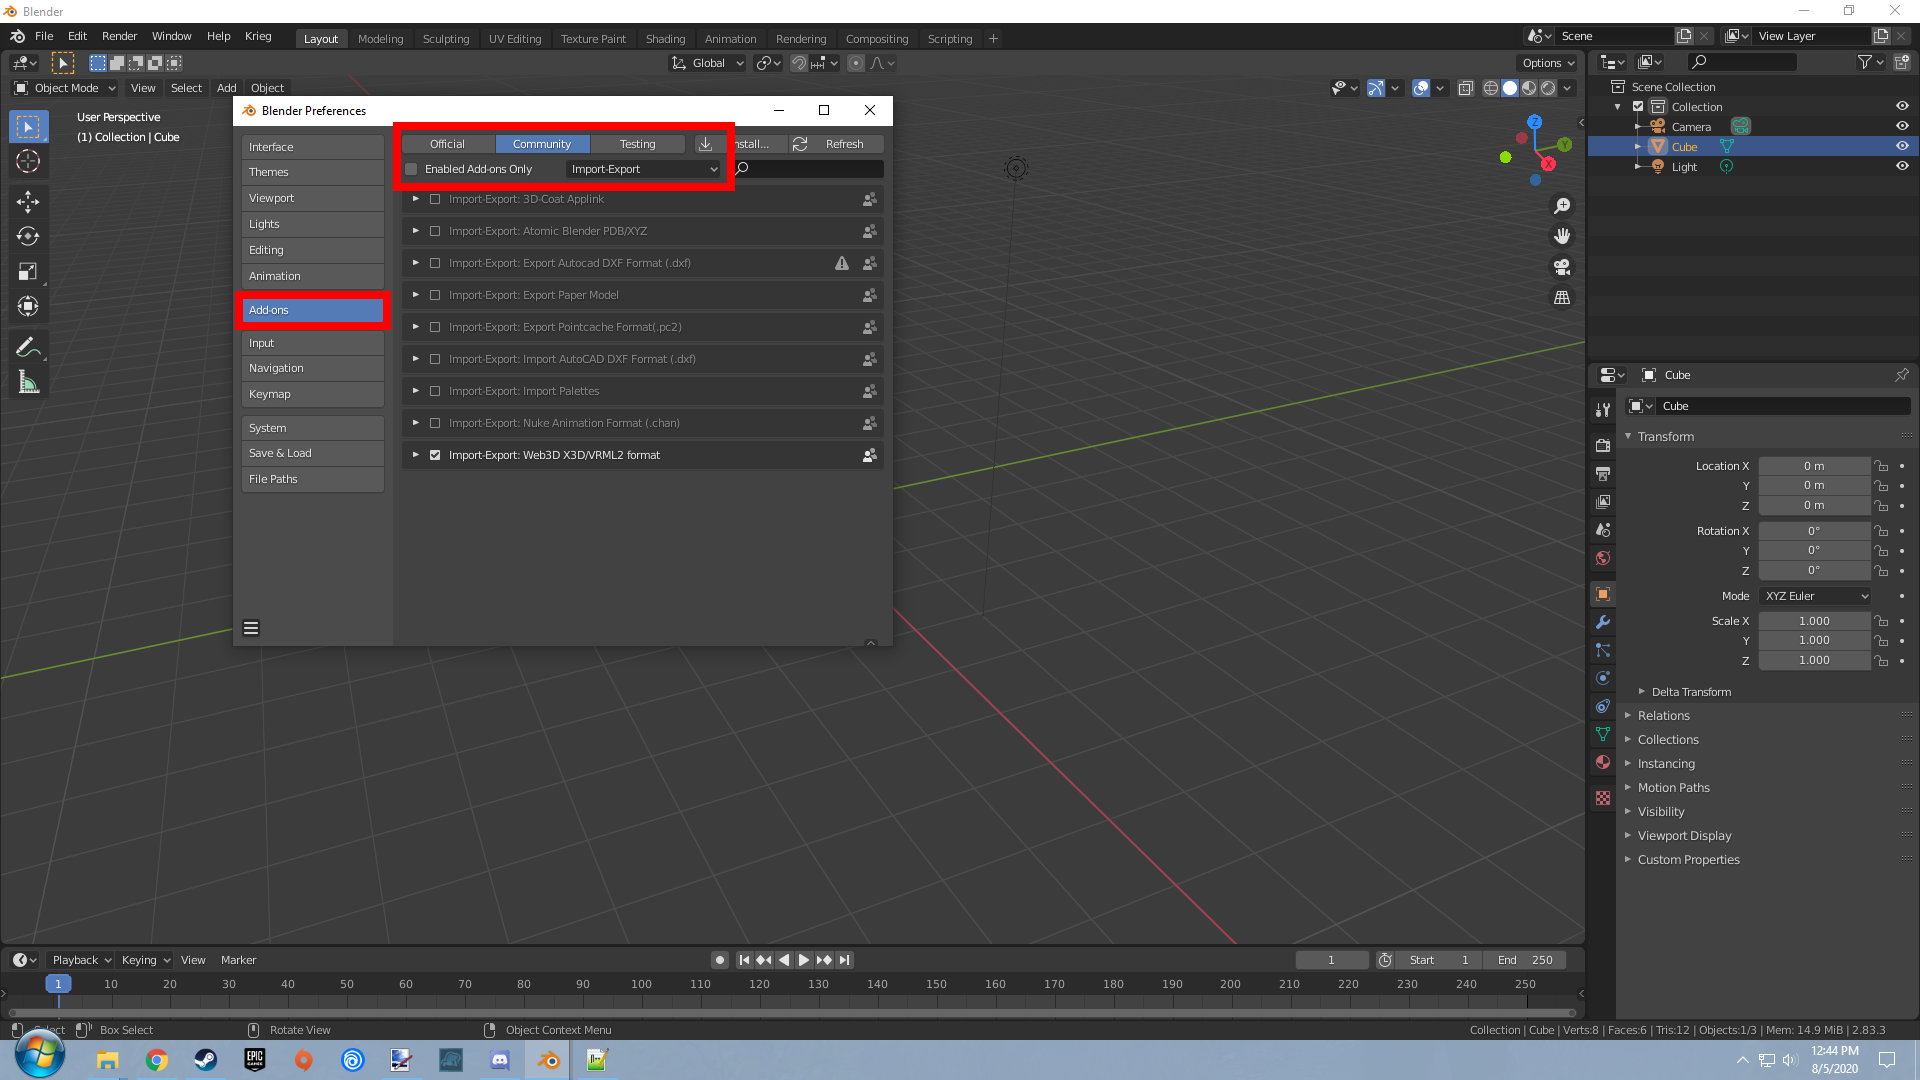 Blender
File Edit Render Window Help Krieg
Layout Modeling Sculpting UV Editing Texture Paint Shading Animation Rendering Compositing Scripting +
Scene
View Layer
Global
Options
Object Mode View Select Add Object
User Perspective
(1) Collection | Cube
Blender Preferences
Interface
Themes
Viewport
Lights
Editing
Animation
Add-ons
Input
Navigation
Keymap
System
Save & Load
File Paths
Official Community Testing nstall... Refresh
Enabled Add-ons Only Import-Export
Import-Export: 3D-Coat Applink
Import-Export: Atomic Blender PDB/XYZ
Import-Export: Export Autocad DXF Format (.dxf)
Import-Export: Export Paper Model
Import-Export: Export Pointcache Format(.pc2)
Import-Export: Import AutoCAD DXF Format (.dxf)
Import-Export: Import Palettes
Import-Export: Nuke Animation Format (.chan)
Import-Export: Web3D X3D/VRML2 format
Z
Y
X
Scene Collection
Collection
Camera
Cube
Light
Cube
Cube
Transform
Location X 0 m
Y 0 m
Z 0 m
Rotation X 0°
Y 0°
Z 0°
Mode XYZ Euler
Scale X 1.000
Y 1.000
Z 1.000
Delta Transform
Relations
Collections
Instancing
Motion Paths
Visibility
Viewport Display
Custom Properties
Playback Keying View Marker
1 Start 1 End 250
1 10 20 30 40 50 60 70 80 90 100 110 120 130 140 150 160 170 180 190 200 210 220 230 240 250
Box Select Rotate View Object Context Menu
Collection | Cube | Verts:8 | Faces:6 | Tris:12 | Objects:1/3 | Mem: 14.9 MiB | 2.83.3
EPIC
GAMES
12:44 PM
8/5/2020